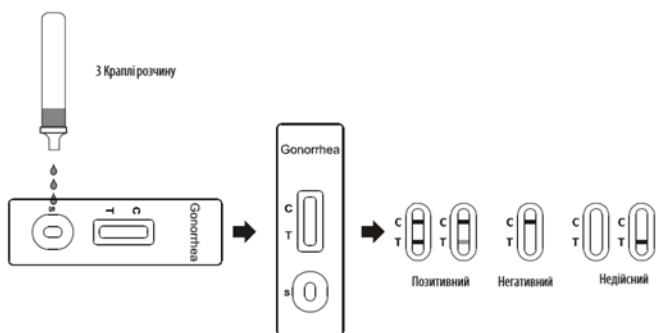 3 Краплі розчину
S
T
C
Gonorrhea
Gonorrhea
C
T
S
C
T
C
T
C
T
C
T
C
T
Позитивний
Негативний
Недійсний